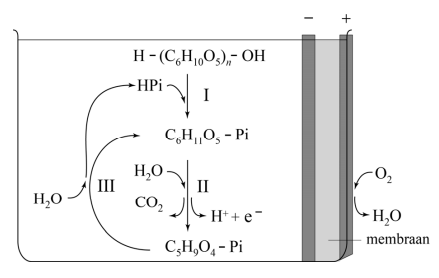 − +
H – (C₆H₁₀O₅)ₙ – OH
HPi I
C₆H₁₁O₅ – Pi
H₂O II O₂
H₂O III CO₂ H⁺ + e⁻ H₂O
C₅H₉O₄ – Pi membraan